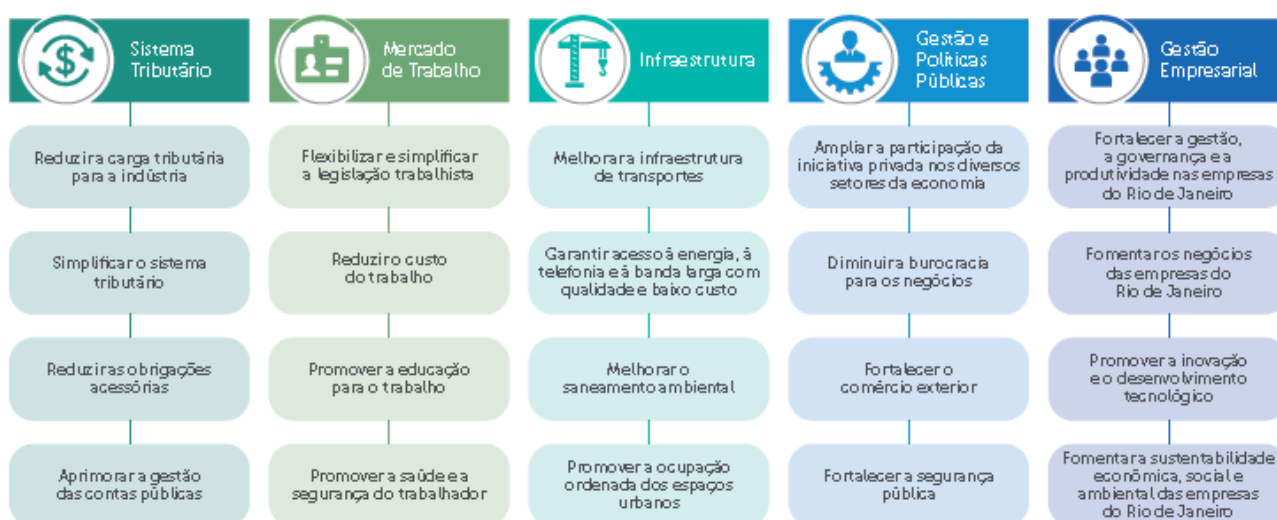 Sistema
Tributário
Reduzir a carga tributária
para a indústria
Simplificar o sistema
tributário
Reduzir as obrigações
acessórias
Aprimorar a gestão
das contas públicas
Mercado
de Trabalho
Flexibilizar e simplificar
a legislação trabalhista
Reduzir o custo
do trabalho
Promover a educação
para o trabalho
Promover a saúde e a
segurança do trabalhador
Infraestrutura
Melhorar a infraestrutura
de transportes
Garantir acesso à energia, à
telefonia e à banda larga com
qualidade e baixo custo
Melhorar o
saneamento ambiental
Promover a ocupação
ordenada dos espaços
urbanos
Gestão e
Políticas
Públicas
Ampliar a participação da
iniciativa privada nos diversos
setores da economia
Diminuir a burocracia
para os negócios
Fortalecer o
comércio exterior
Fortalecer a segurança
pública
Gestão
Empresarial
Fortalecer a gestão,
a governança e a
produtividade nas empresas
do Rio de Janeiro
Fomentar os negócios
das empresas do
Rio de Janeiro
Promover a inovação
e o desenvolvimento
tecnológico
Fomentar a sustentabilidade
econômica, social e
ambiental das empresas
do Rio de Janeiro